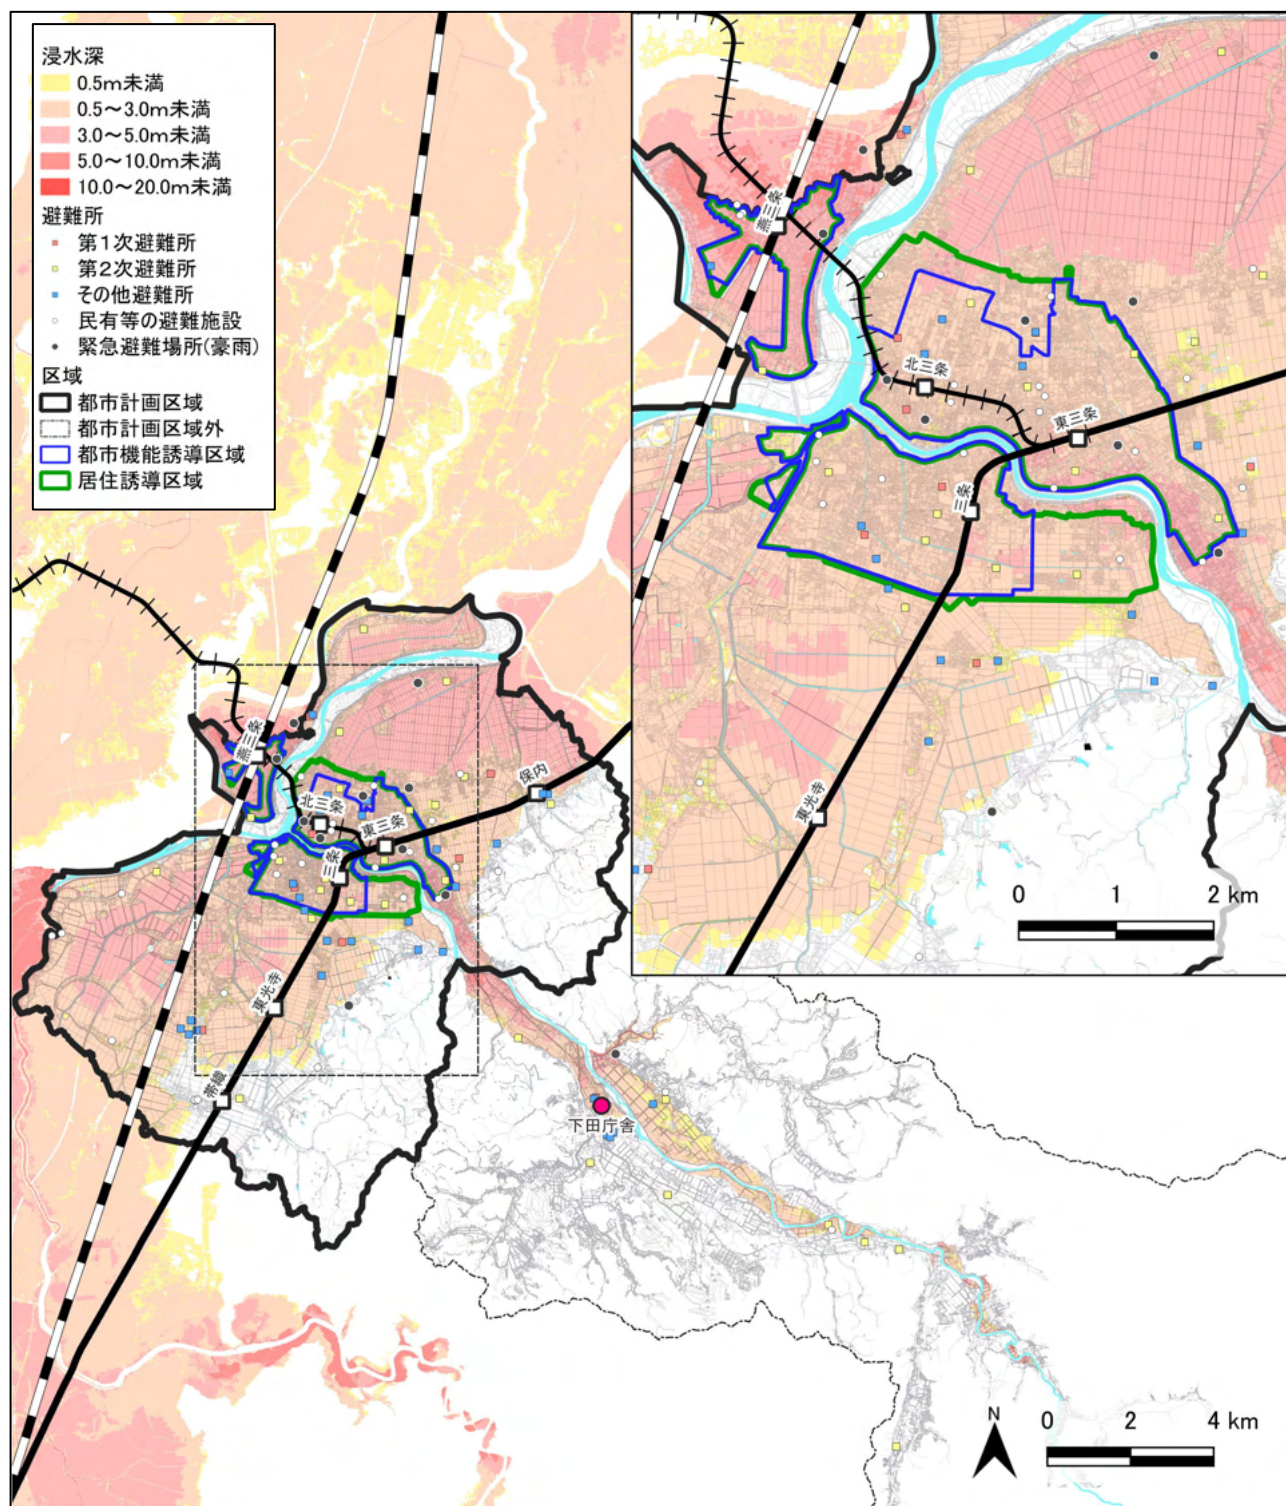 浸水深
0.5m未満
0.5～3.0m未満
3.0～5.0m未満
5.0～10.0m未満
10.0～20.0m未満
避難所
第1次避難所
第2次避難所
その他避難所
民有等の避難施設
緊急避難場所(豪雨)
区域
都市計画区域
都市計画区域外
都市機能誘導区域
居住誘導区域
燕三条
北三条
東三条
三条
東光寺
0 1 2 km
燕三条
保内
北三条
東三条
三条
東光寺
帯織
下田庁舎
N
0 2 4 km